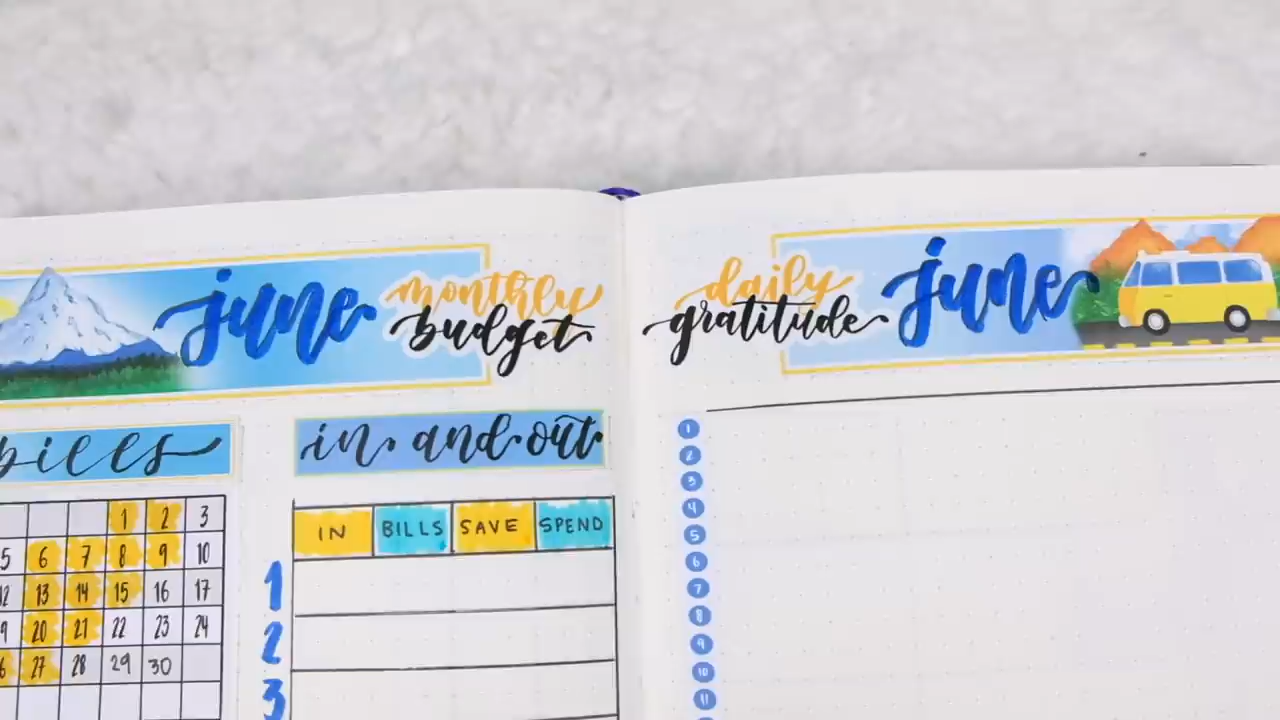 june monthly budget
bills
1 2 3
5 6 7 8 9 10
12 13 14 15 16 17
19 20 21 22 23 24
26 27 28 29 30
in and out
IN BILLS SAVE SPEND
1
2
3
daily gratitude june
1
2
3
4
5
6
7
8
9
10
11